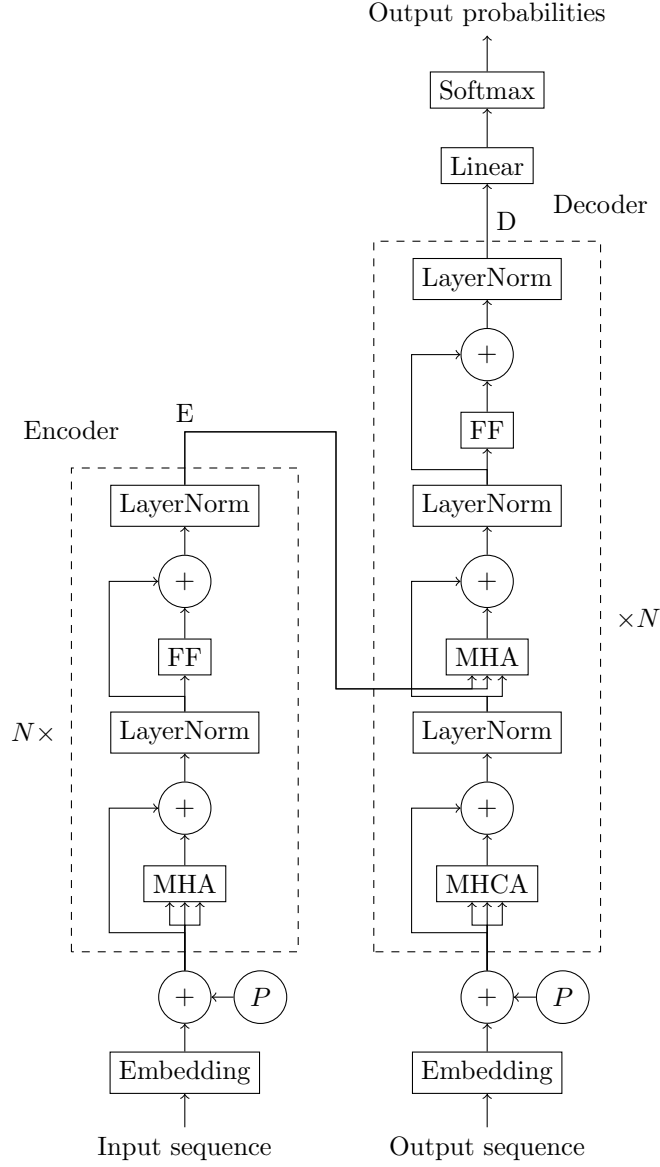 Output probabilities
Softmax
Linear
Decoder
D
LayerNorm
+
FF
LayerNorm
+
MHA
LayerNorm
+
MHCA
+
P
Embedding
Output sequence
×N
E
Encoder
LayerNorm
+
FF
LayerNorm
N×
+
MHA
+
P
Embedding
Input sequence